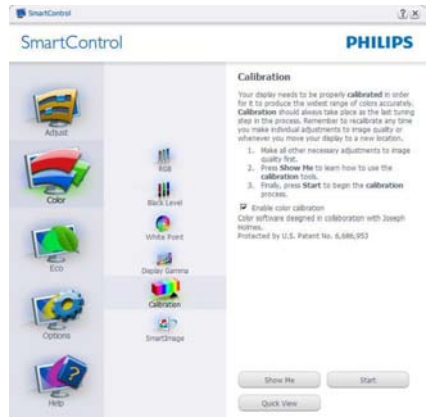 SmartControl
SmartControl
PHILIPS
Adjust
Color
Eco
Options
Help
RGB
Black Level
White Point
Display Gamma
Calibration
SmartImage
Calibration
Your display needs to be properly calibrated in order
for it to produce the widest range of colors accurately.
Calibration should always take place as the last tuning
step in the process. Remember to recalibrate any time
you make individual adjustments to image quality or
whenever you move your display to a new location.
1. Make all other necessary adjustments to image
quality first.
2. Press Show Me to learn how to use the
calibration tools.
3. Finally, press Start to begin the calibration
process.
Enable color calibration
Color software designed in collaboration with Joseph
Holmes.
Protected by U.S. Patent No. 6,686,953
Show Me
Start
Quick View